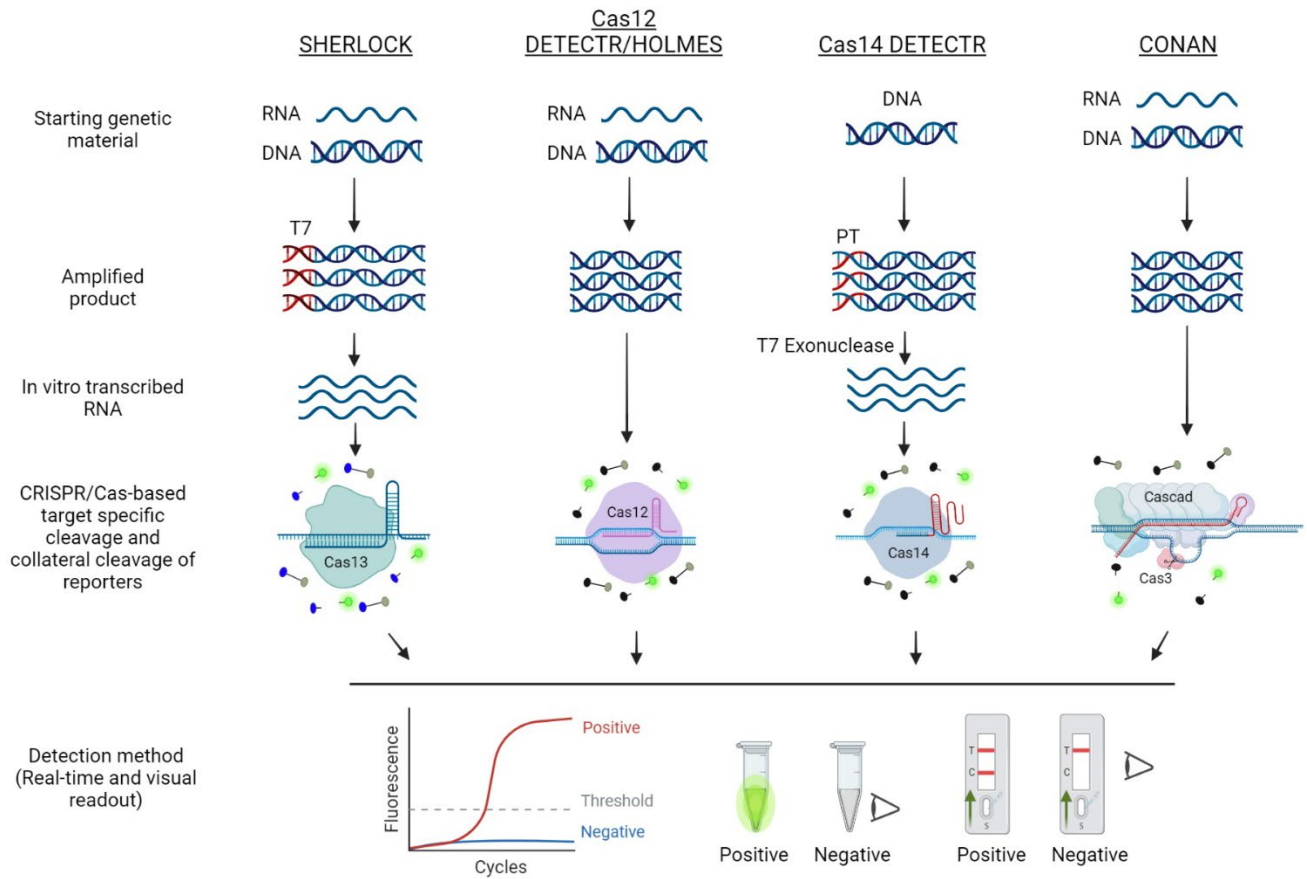 SHERLOCK
Cas12
DETECTR/HOLMES
Cas14 DETECTR
CONAN
Starting genetic
material
RNA
DNA
RNA
DNA
DNA
RNA
DNA
Amplified
product
T7
PT
In vitro transcribed
RNA
T7 Exonuclease
CRISPR/Cas-based
target specific
cleavage and
collateral cleavage of
reporters
Cas13
Cas12
Cas14
Cascad
Cas3
Detection method
(Real-time and visual
readout)
Fluorescence
Positive
Threshold
Negative
Cycles
Positive
Negative
T
C
S
Positive
T
C
S
Negative